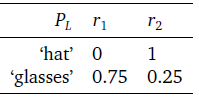 P_L r_1 r_2
‘hat’ 0 1
‘glasses’ 0.75 0.25